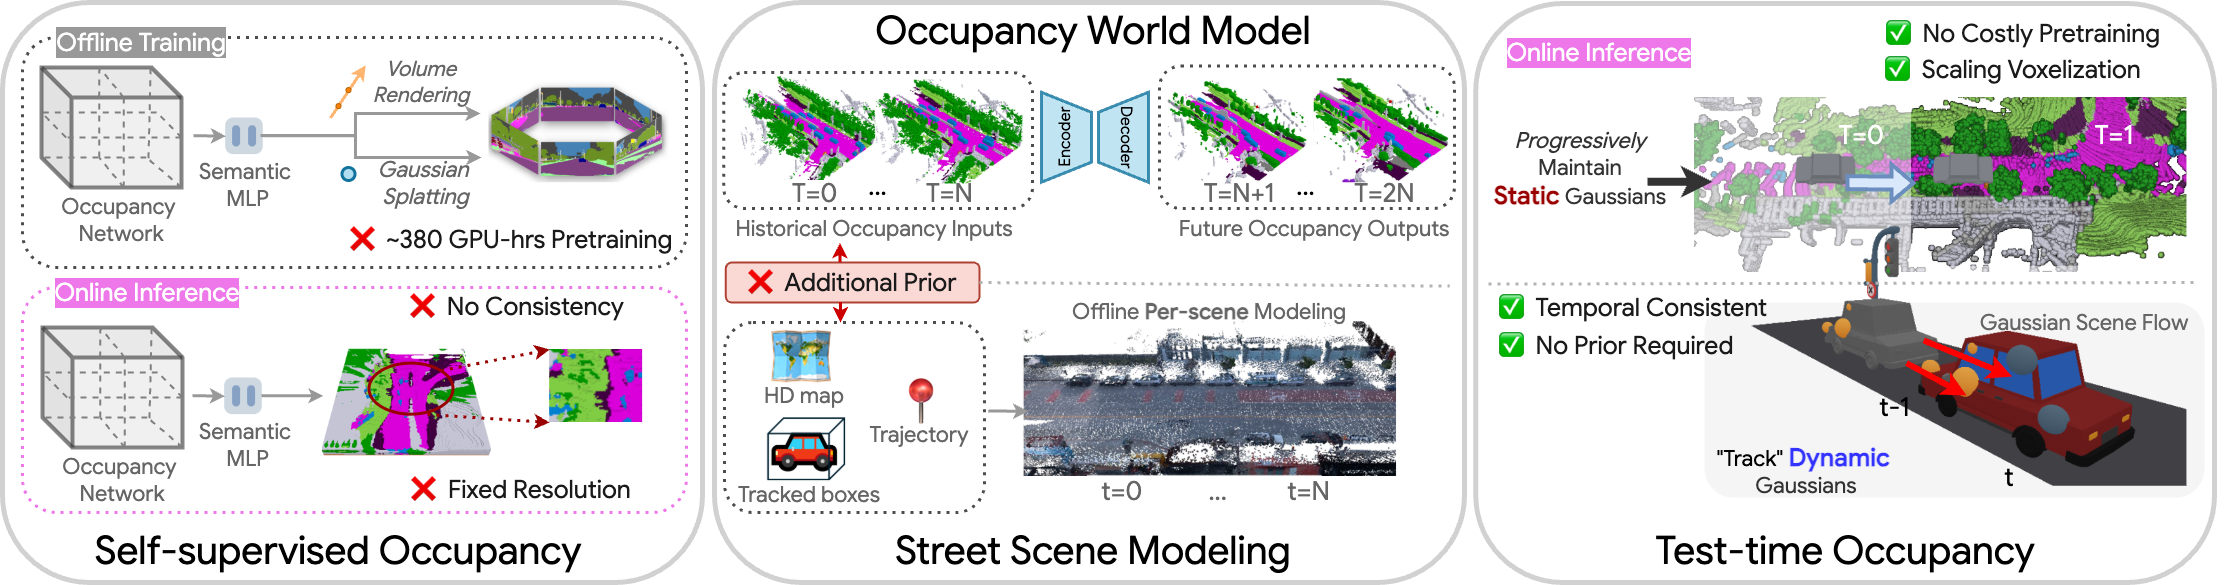 Offline Training
Volume
Rendering
Semantic
MLP
Gaussian
Splatting
Occupancy
Network
❌ ~380 GPU-hrs Pretraining
Online Inference
❌ No Consistency
Semantic
MLP
Occupancy
Network
❌ Fixed Resolution
Self-supervised Occupancy
Occupancy World Model
T=0 ... T=N
Historical Occupancy Inputs
Encoder
Decoder
T=N+1 ... T=2N
Future Occupancy Outputs
❌ Additional Prior
HD map
Trajectory
Tracked boxes
Offline Per-scene Modeling
t=0 ... t=N
Street Scene Modeling
Online Inference
✅ No Costly Pretraining
✅ Scaling Voxelization
Progressively
Maintain
Static Gaussians
T=0
T=1
✅ Temporal Consistent
✅ No Prior Required
Gaussian Scene Flow
t-1
t
"Track" Dynamic
Gaussians
Test-time Occupancy